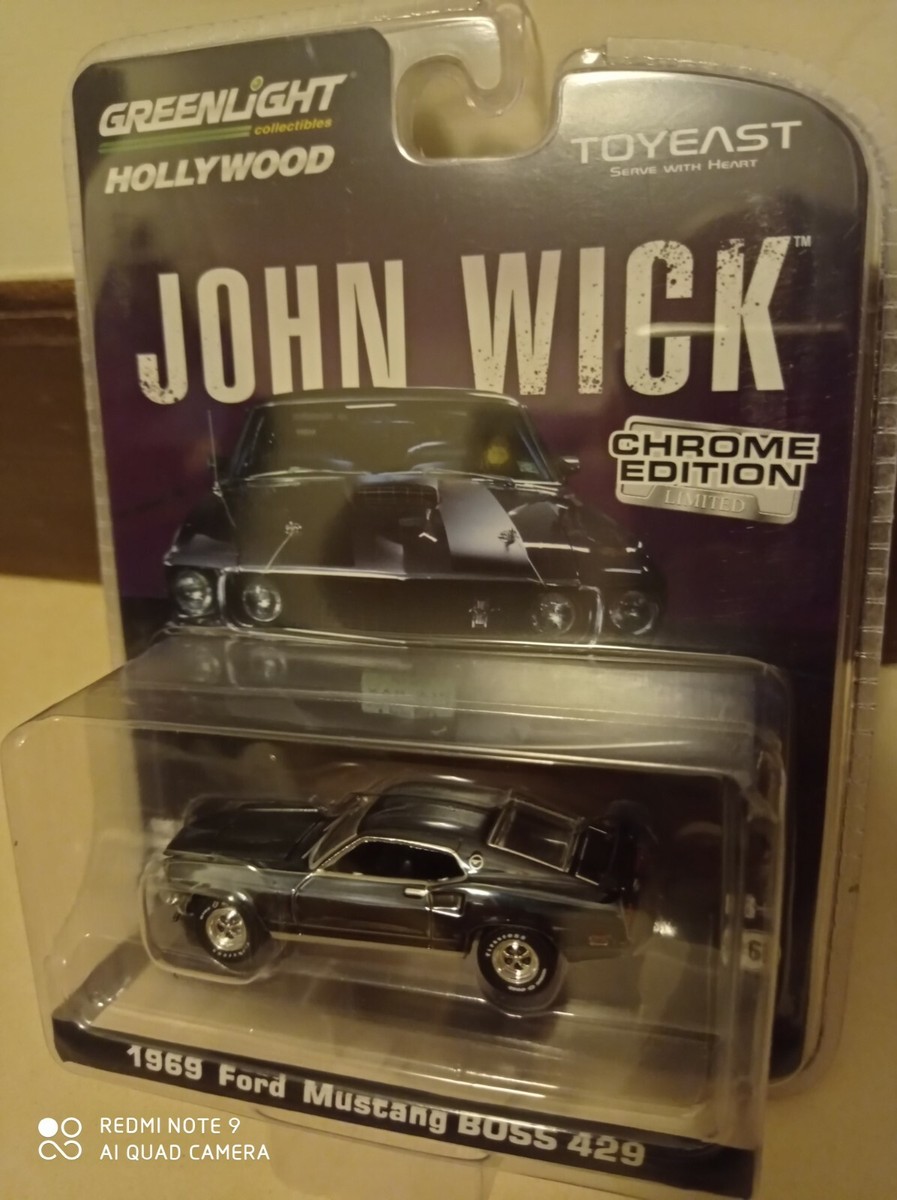 GREENLiGHT
collectibles
HOLLYWOOD
TOYEAST
SERVE WITH HEART
JOHN WICK™
CHROME
EDITION
LIMITED
1969 Ford Mustang BOSS 429
REDMI NOTE 9
AI QUAD CAMERA